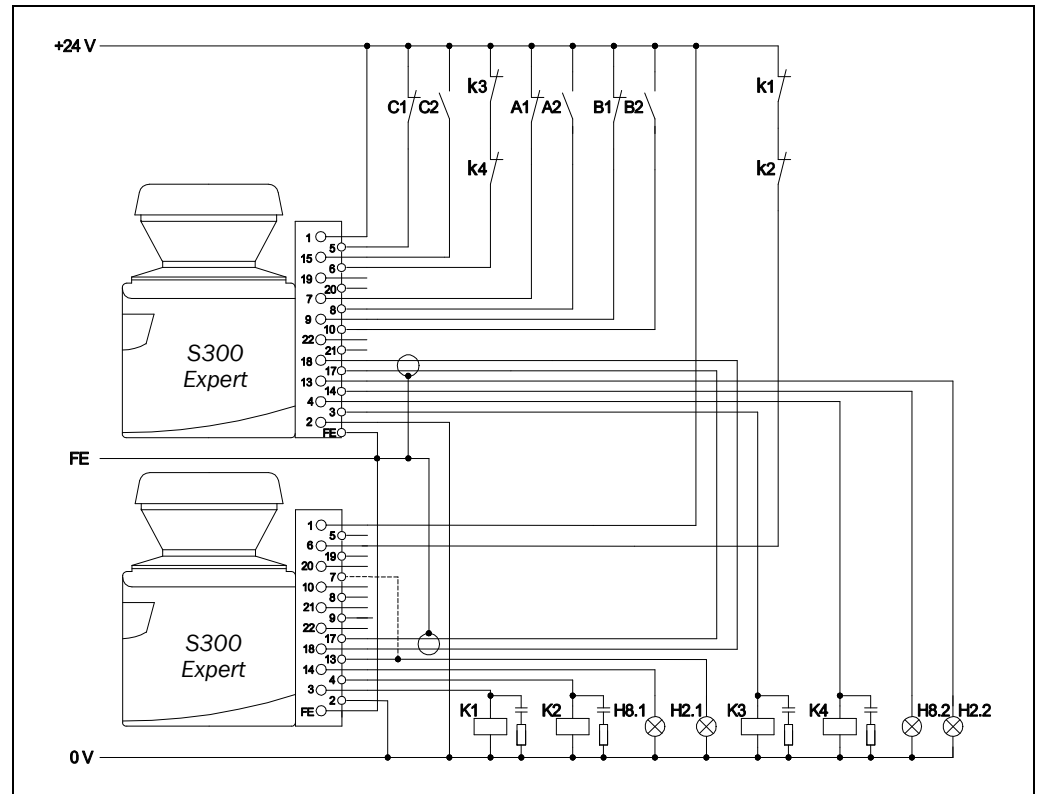 +24 V
k3
k1
C1 C2
A1 A2
B1 B2
k4
k2
1
5
15
6
19
20
7
8
9
10
22
21
18
17
13
14
4
3
2
FE
S300
Expert
FE
1
5
6
19
20
7
10
8
21
9
22
17
18
13
14
4
3
2
FE
S300
Expert
K1 K2 H8.1 H2.1 K3 K4 H8.2 H2.2
0 V